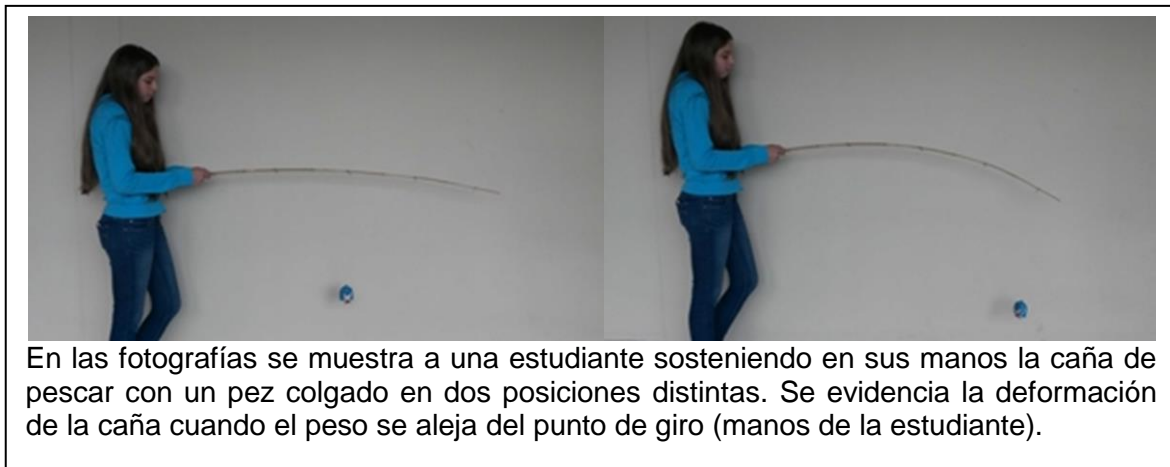 En las fotografías se muestra a una estudiante sosteniendo en sus manos la caña de
pescar con un pez colgado en dos posiciones distintas. Se evidencia la deformación
de la caña cuando el peso se aleja del punto de giro (manos de la estudiante).